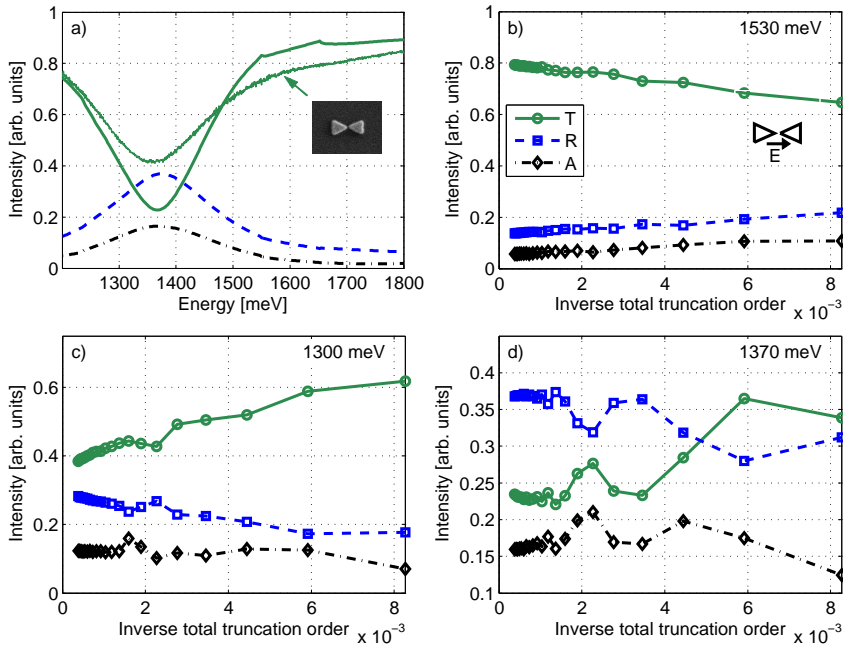 a)
Intensity [arb. units]
1
0.8
0.6
0.4
0.2
0
1300 1400 1500 1600 1700 1800
Energy [meV]
b)
1530 meV
Intensity [arb. units]
1
0.8
0.6
0.4
0.2
0
T
R
A
E
0 2 4 6 8
Inverse total truncation order
x 10⁻³
c)
1300 meV
Intensity [arb. units]
0.6
0.4
0.2
0
0 2 4 6 8
Inverse total truncation order
x 10⁻³
d)
1370 meV
Intensity [arb. units]
0.4
0.35
0.3
0.25
0.2
0.15
0.1
0 2 4 6 8
Inverse total truncation order
x 10⁻³